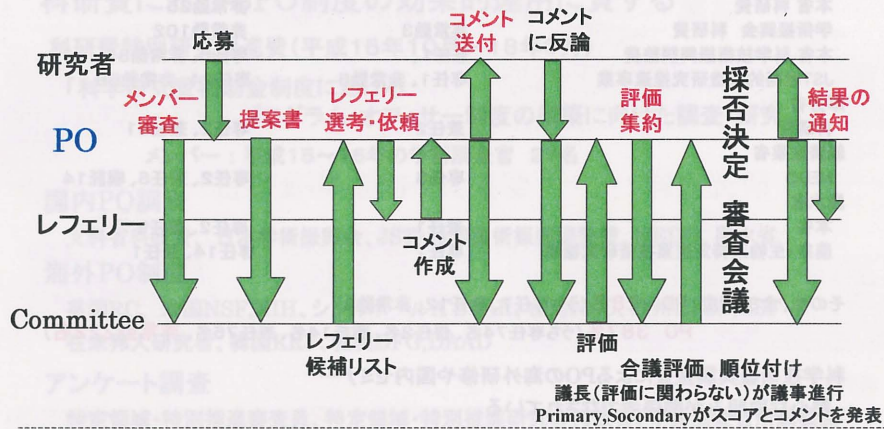 研究者
PO
レフェリー
Committee
応募
メンバー
審査
提案書
レフェリー
選考・依頼
コメント
作成
コメント
送付
コメント
に反論
評価
集約
採否決定 審査会議
結果の
通知
レフェリー
候補リスト
評価
合議評価、順位付け
議長(評価に関わらない)が議事進行
Primary,Socondaryがスコアとコメントを発表